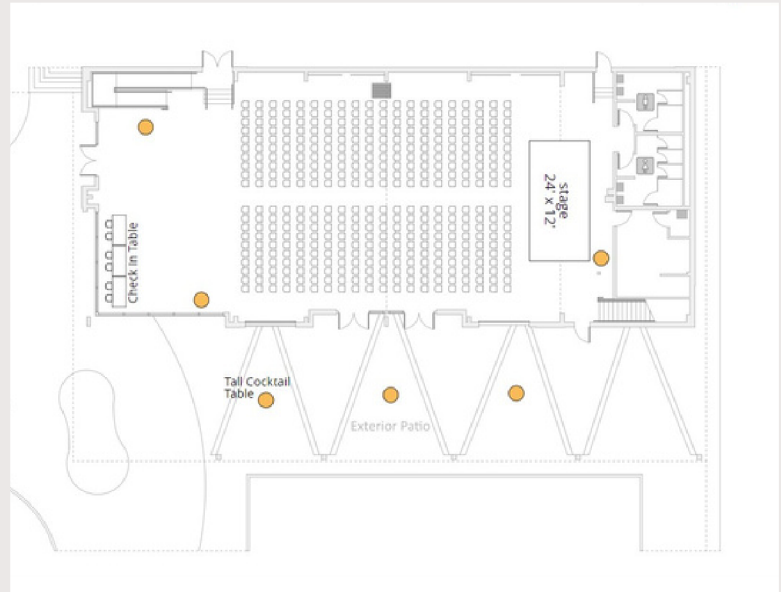 stage
24' x 12'
Check In Table
Tall Cocktail
Table
Exterior Patio